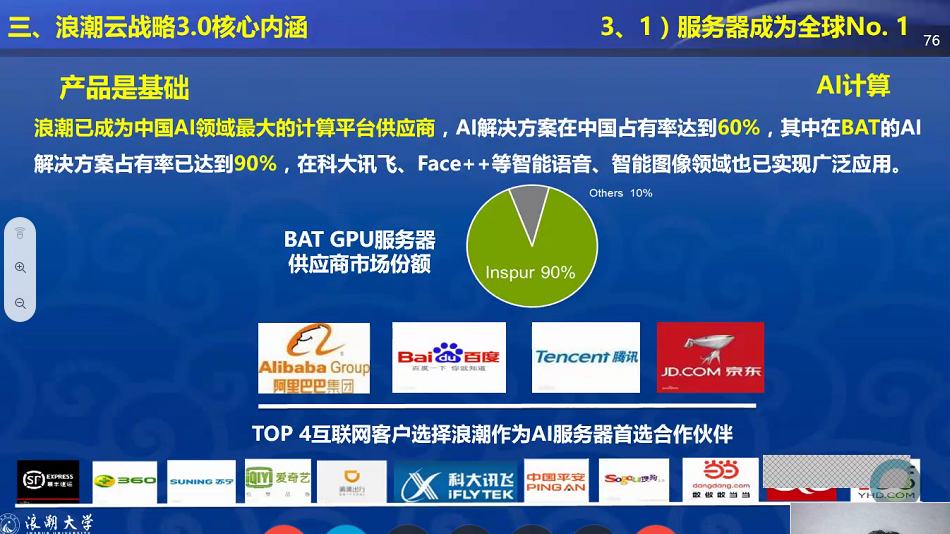 三、浪潮云战略3.0核心内涵
3、1）服务器成为全球No. 1
76
产品是基础
AI计算
浪潮已成为中国AI领域最大的计算平台供应商，AI解决方案在中国占有率达到60%，其中在BAT的AI
解决方案占有率已达到90%，在科大讯飞、Face++等智能语音、智能图像领域也已实现广泛应用。
Others 10%
BAT GPU服务器
供应商市场份额
Inspur 90%
Alibaba Group
阿里巴巴集团
Bai du 百度
百度一下 你就知道
Tencent 腾讯
JD.COM 京东
TOP 4互联网客户选择浪潮作为AI服务器首选合作伙伴
SF EXPRESS
顺丰速运
360
SUNING 苏宁
iQIYI 爱奇艺
悦享品质
滴滴出行
科大讯飞
iFLYTEK
中国平安
PING AN
Sogou搜狗
当当
dangdang.com
敢做敢当当
YHD.COM
浪潮大学